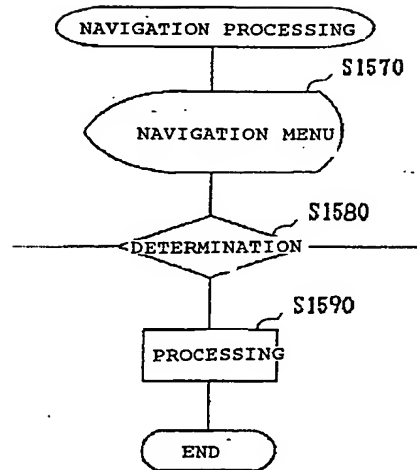 NAVIGATION PROCESSING
S1570
NAVIGATION MENU
S1580
DETERMINATION
S1590
PROCESSING
END